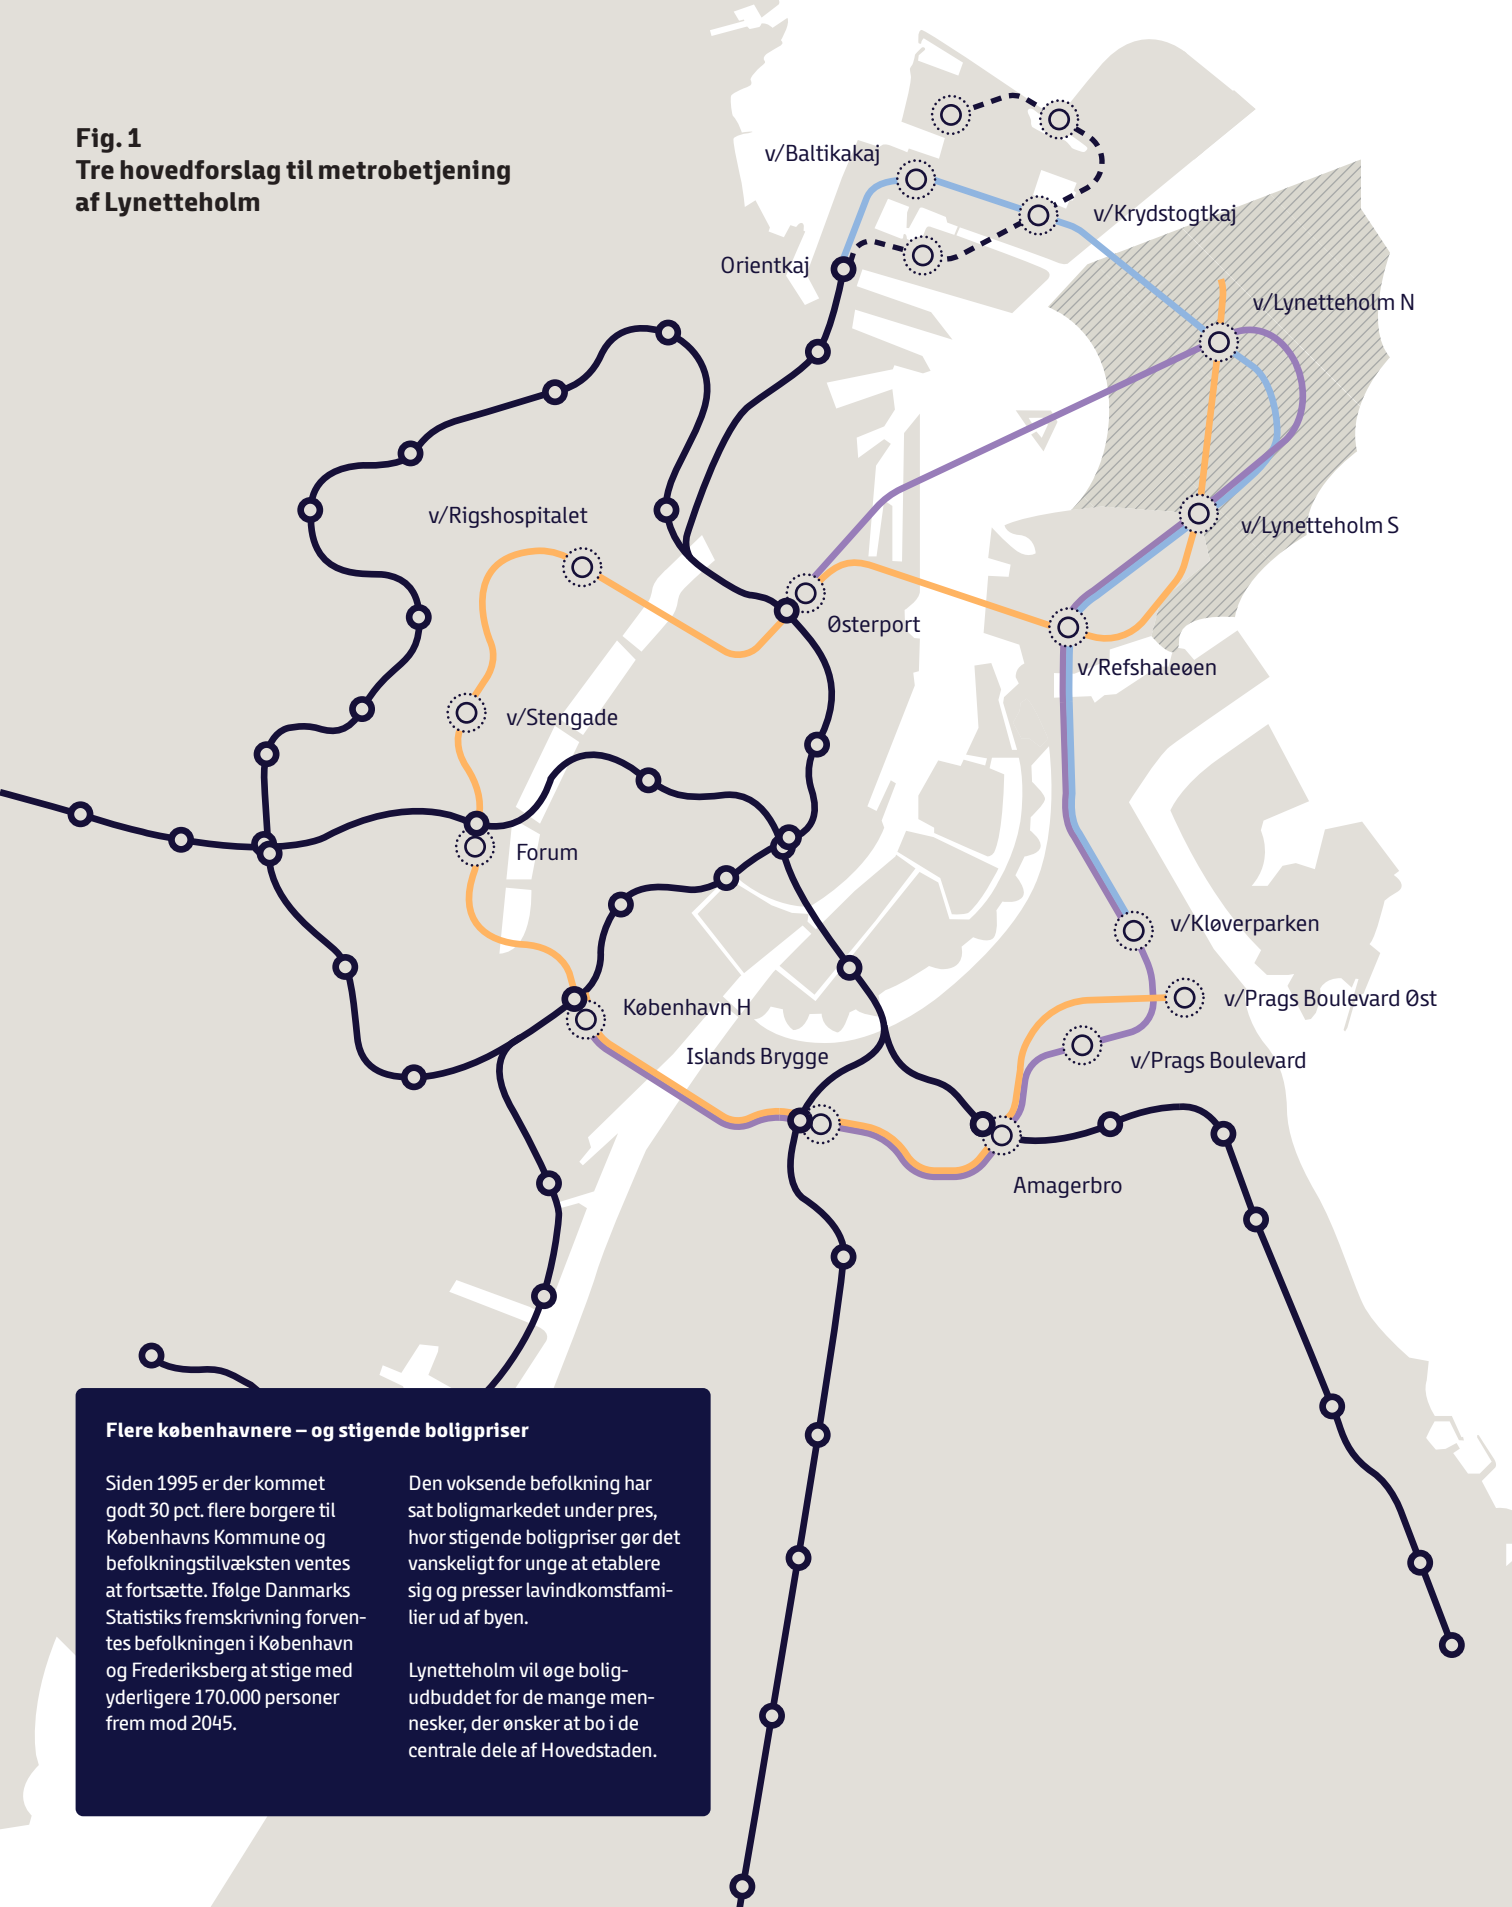 Fig. 1
Tre hovedforslag til metrobetjening
af Lynetteholm
v/Baltikakaj
v/Krydstogtkaj
Orientkaj
v/Lynetteholm N
v/Rigshospitalet
v/Lynetteholm S
Østerport
v/Refshaleøen
v/Stengade
Forum
v/Kløverparken
v/Prags Boulevard Øst
København H
Islands Brygge
v/Prags Boulevard
Amagerbro
Flere københavnere – og stigende boligpriser
Siden 1995 er der kommet
godt 30 pct. flere borgere til
Københavns Kommune og
befolkningstilvæksten ventes
at fortsætte. Ifølge Danmarks
Statistiks fremskrivning forven-
tes befolkningen i København
og Frederiksberg at stige med
yderligere 170.000 personer
frem mod 2045.
Den voksende befolkning har
sat boligmarkedet under pres,
hvor stigende boligpriser gør det
vanskeligt for unge at etablere
sig og presser lavindkomstfami-
lier ud af byen.
Lynetteholm vil øge bolig-
udbuddet for de mange men-
nesker, der ønsker at bo i de
centrale dele af Hovedstaden.